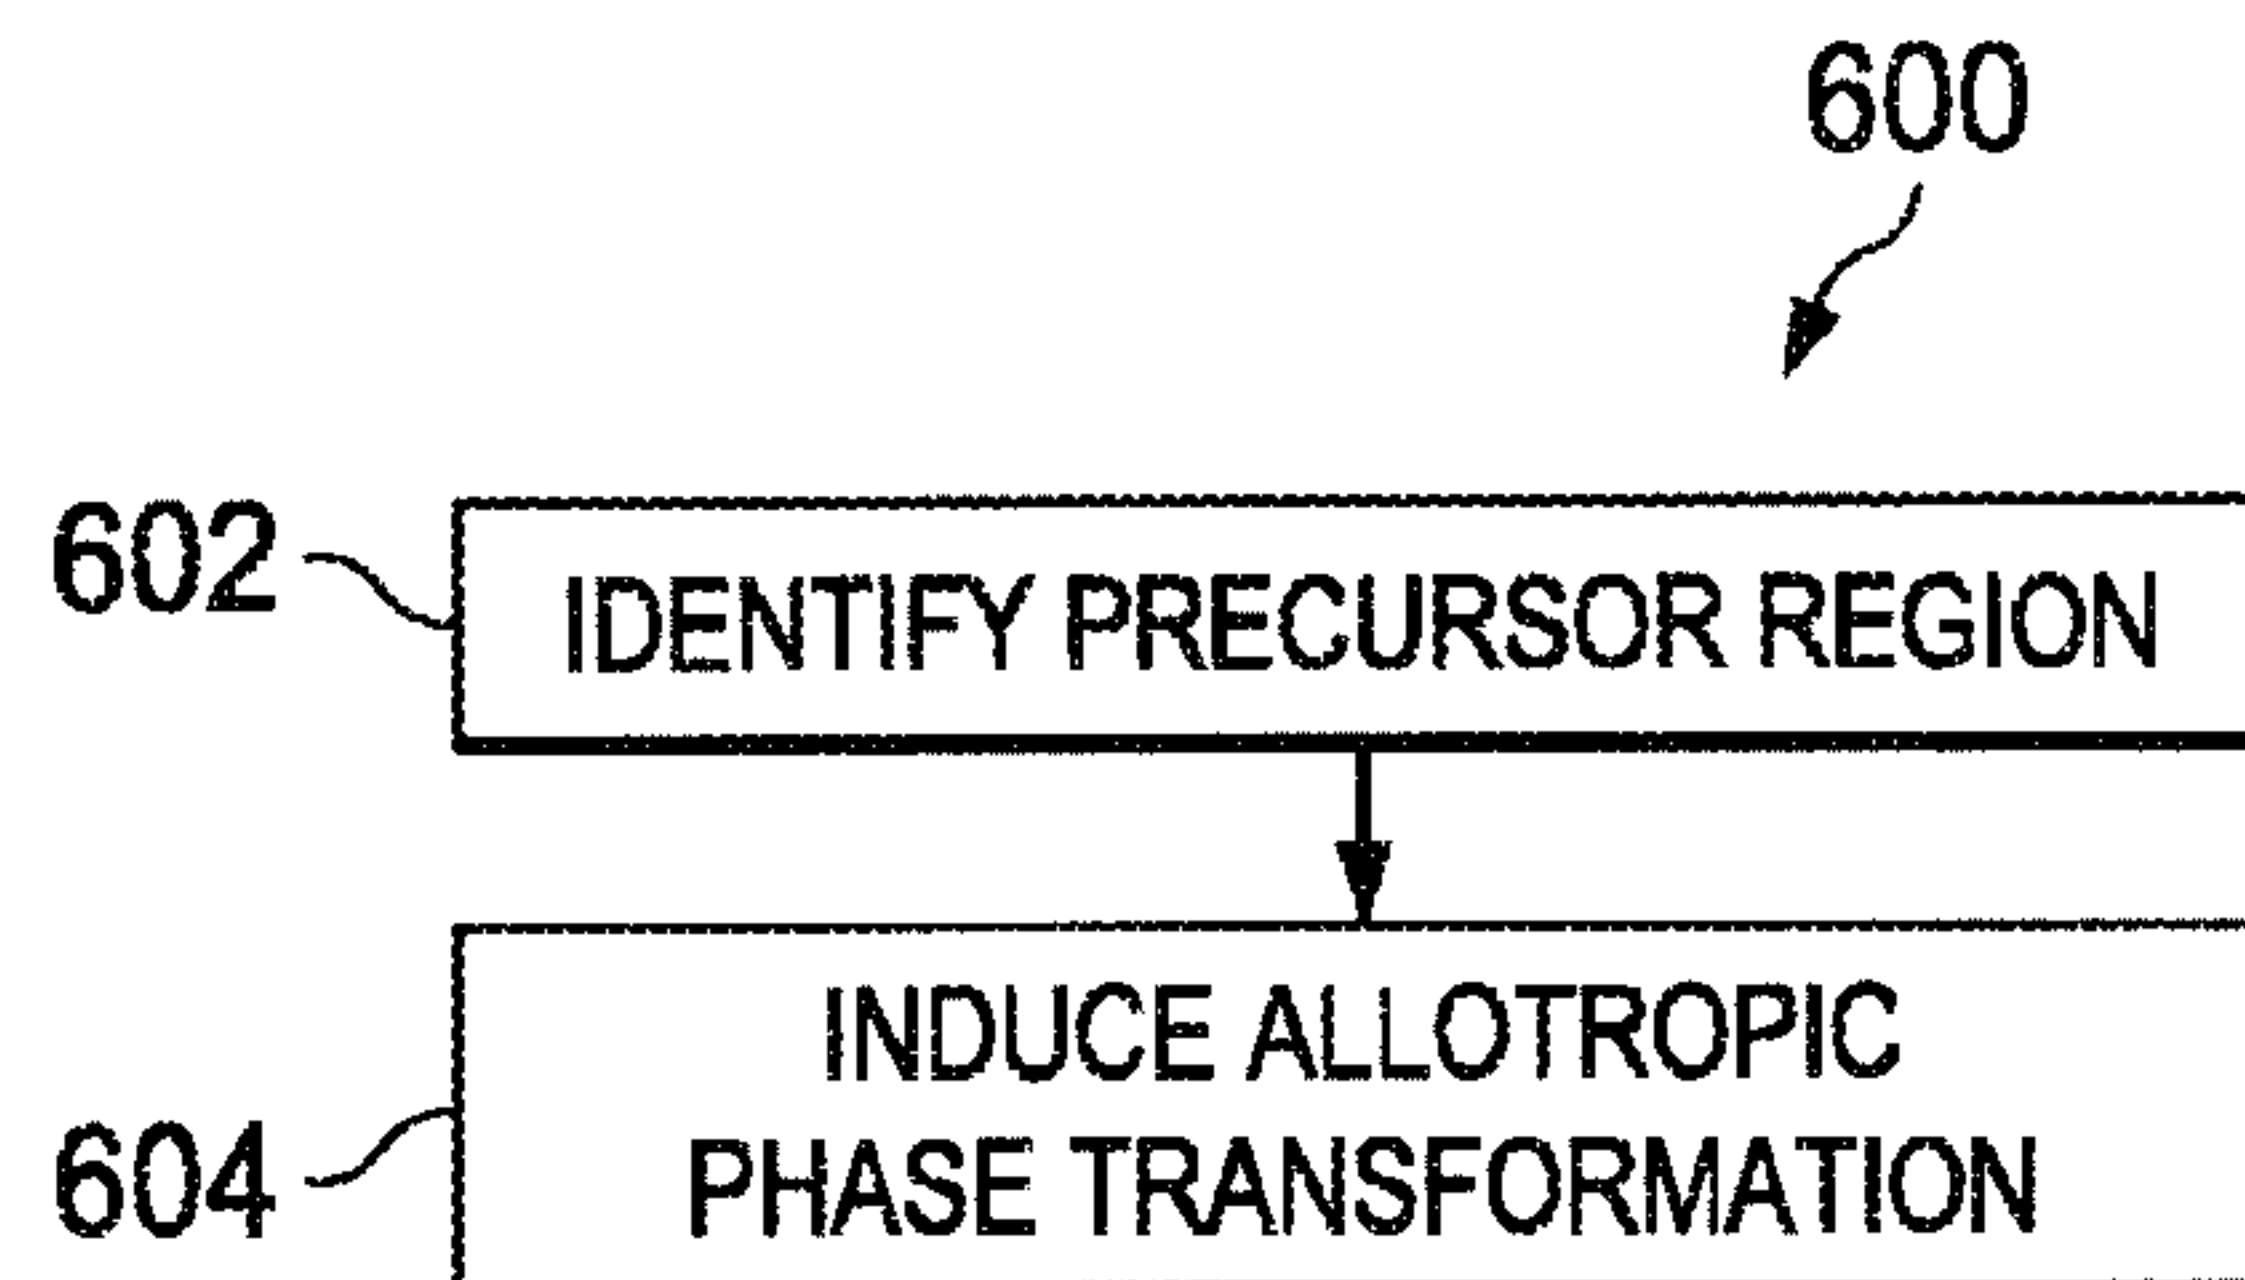 600
602
IDENTIFY PRECURSOR REGION
INDUCE ALLOTROPIC
604
PHASE TRANSFORMATION